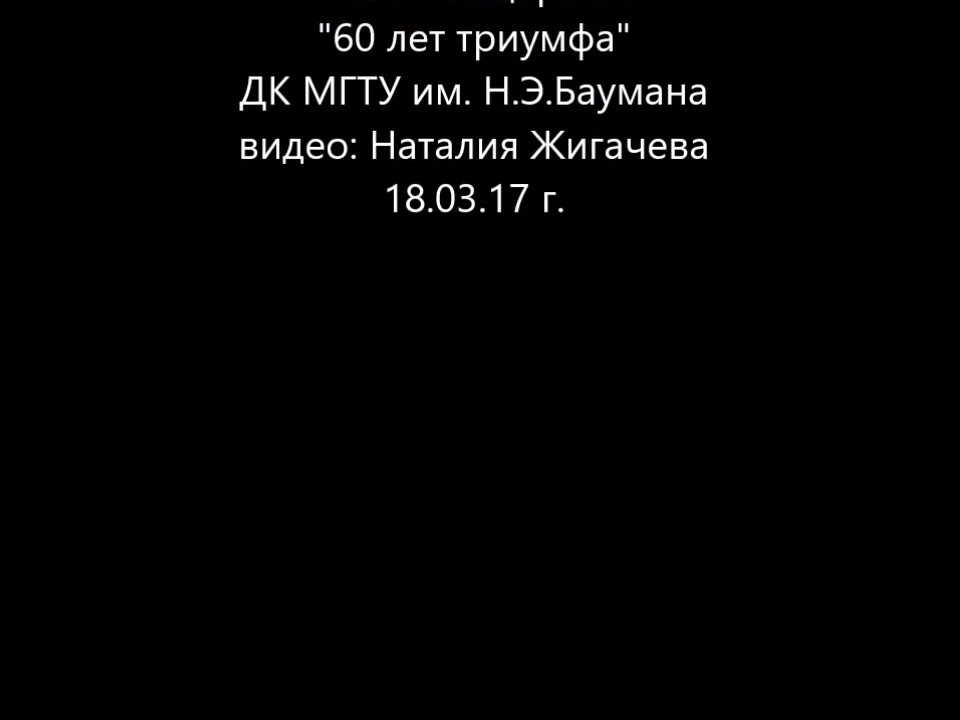 "60 лет триумфа"
ДК МГТУ им. Н.Э.Баумана
видео: Наталия Жигачева
18.03.17 г.